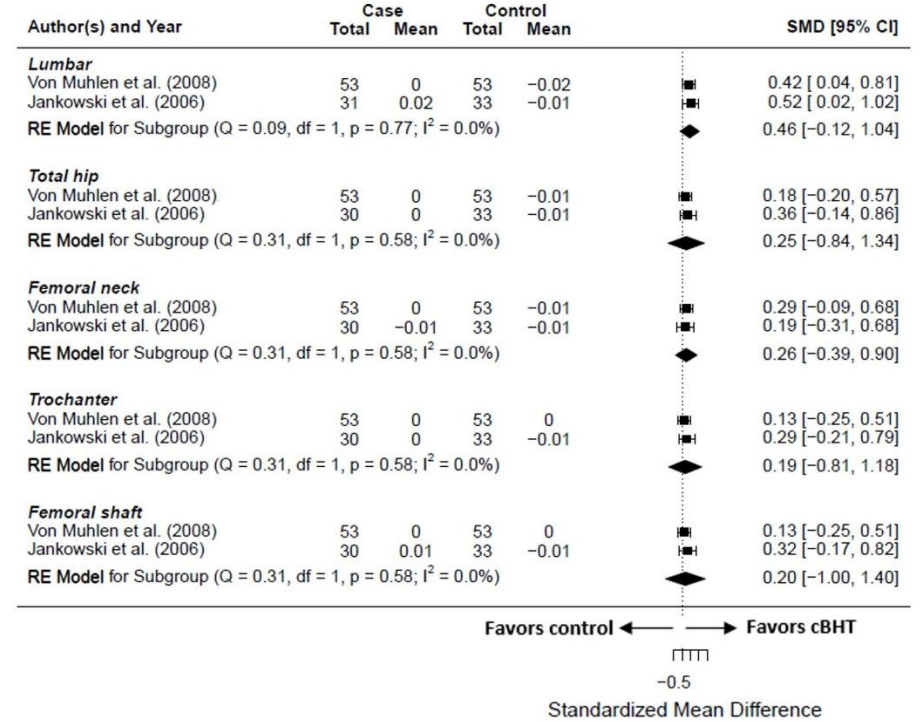 Case Control
Author(s) and Year Total Mean Total Mean SMD [95% CI]
Lumbar
Von Muhlen et al. (2008) 53 0 53 −0.02 0.42 [ 0.04, 0.81]
Jankowski et al. (2006) 31 0.02 33 −0.01 0.52 [ 0.02, 1.02]
RE Model for Subgroup (Q = 0.09, df = 1, p = 0.77; I² = 0.0%) 0.46 [−0.12, 1.04]
Total hip
Von Muhlen et al. (2008) 53 0 53 −0.01 0.18 [−0.20, 0.57]
Jankowski et al. (2006) 30 0 33 −0.01 0.36 [−0.14, 0.86]
RE Model for Subgroup (Q = 0.31, df = 1, p = 0.58; I² = 0.0%) 0.25 [−0.84, 1.34]
Femoral neck
Von Muhlen et al. (2008) 53 0 53 −0.01 0.29 [−0.09, 0.68]
Jankowski et al. (2006) 30 −0.01 33 −0.01 0.19 [−0.31, 0.68]
RE Model for Subgroup (Q = 0.31, df = 1, p = 0.58; I² = 0.0%) 0.26 [−0.39, 0.90]
Trochanter
Von Muhlen et al. (2008) 53 0 53 0 0.13 [−0.25, 0.51]
Jankowski et al. (2006) 30 0 33 −0.01 0.29 [−0.21, 0.79]
RE Model for Subgroup (Q = 0.31, df = 1, p = 0.58; I² = 0.0%) 0.19 [−0.81, 1.18]
Femoral shaft
Von Muhlen et al. (2008) 53 0 53 0 0.13 [−0.25, 0.51]
Jankowski et al. (2006) 30 0.01 33 −0.01 0.32 [−0.17, 0.82]
RE Model for Subgroup (Q = 0.31, df = 1, p = 0.58; I² = 0.0%) 0.20 [−1.00, 1.40]
Favors control Favors cBHT
−0.5
Standardized Mean Difference